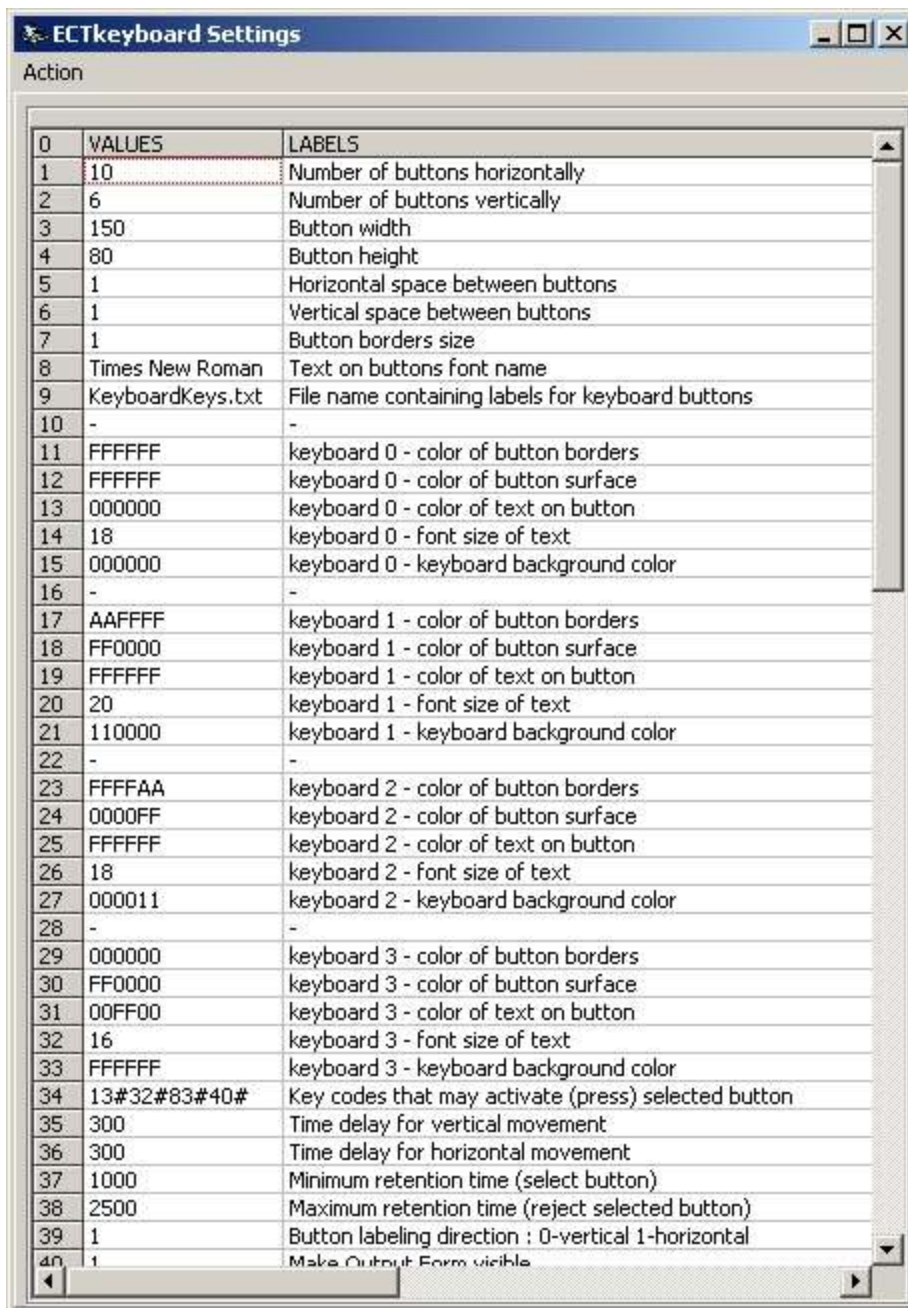 ECTkeyboard Settings
Action
0 VALUES LABELS
1 10 Number of buttons horizontally
2 6 Number of buttons vertically
3 150 Button width
4 80 Button height
5 1 Horizontal space between buttons
6 1 Vertical space between buttons
7 1 Button borders size
8 Times New Roman Text on buttons font name
9 KeyboardKeys.txt File name containing labels for keyboard buttons
10 - -
11 FFFFFF keyboard 0 - color of button borders
12 FFFFFF keyboard 0 - color of button surface
13 000000 keyboard 0 - color of text on button
14 18 keyboard 0 - font size of text
15 000000 keyboard 0 - keyboard background color
16 - -
17 AAFFFF keyboard 1 - color of button borders
18 FF0000 keyboard 1 - color of button surface
19 FFFFFF keyboard 1 - color of text on button
20 20 keyboard 1 - font size of text
21 110000 keyboard 1 - keyboard background color
22 - -
23 FFFFAA keyboard 2 - color of button borders
24 0000FF keyboard 2 - color of button surface
25 FFFFFF keyboard 2 - color of text on button
26 18 keyboard 2 - font size of text
27 000011 keyboard 2 - keyboard background color
28 - -
29 000000 keyboard 3 - color of button borders
30 FF0000 keyboard 3 - color of button surface
31 00FF00 keyboard 3 - color of text on button
32 16 keyboard 3 - font size of text
33 FFFFFF keyboard 3 - keyboard background color
34 13#32#83#40# Key codes that may activate (press) selected button
35 300 Time delay for vertical movement
36 300 Time delay for horizontal movement
37 1000 Minimum retention time (select button)
38 2500 Maximum retention time (reject selected button)
39 1 Button labeling direction : 0-vertical 1-horizontal
40 1 Make Output Form visible